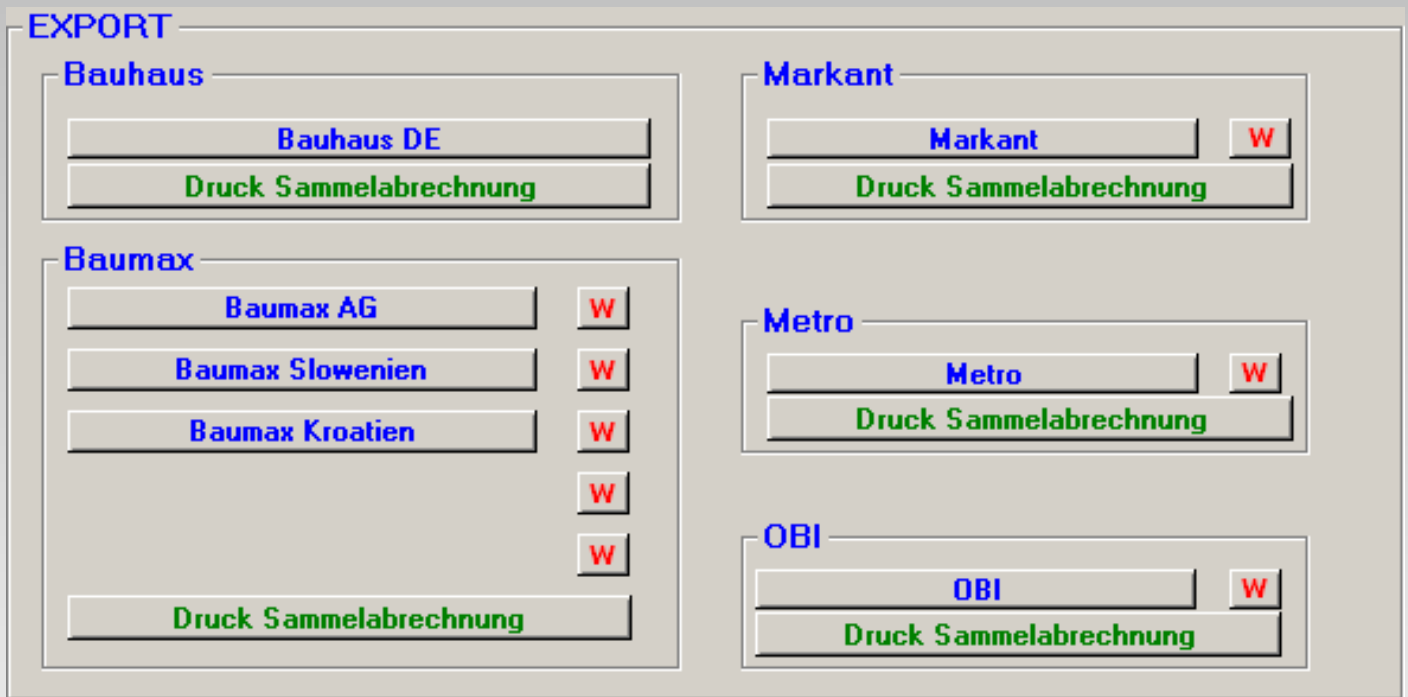 EXPORT
Bauhaus
Bauhaus DE
Druck Sammelabrechnung
Baumax
Baumax AG W
Baumax Slowenien W
Baumax Kroatien W
W
W
Druck Sammelabrechnung
Markant
Markant W
Druck Sammelabrechnung
Metro
Metro W
Druck Sammelabrechnung
OBI
OBI W
Druck Sammelabrechnung